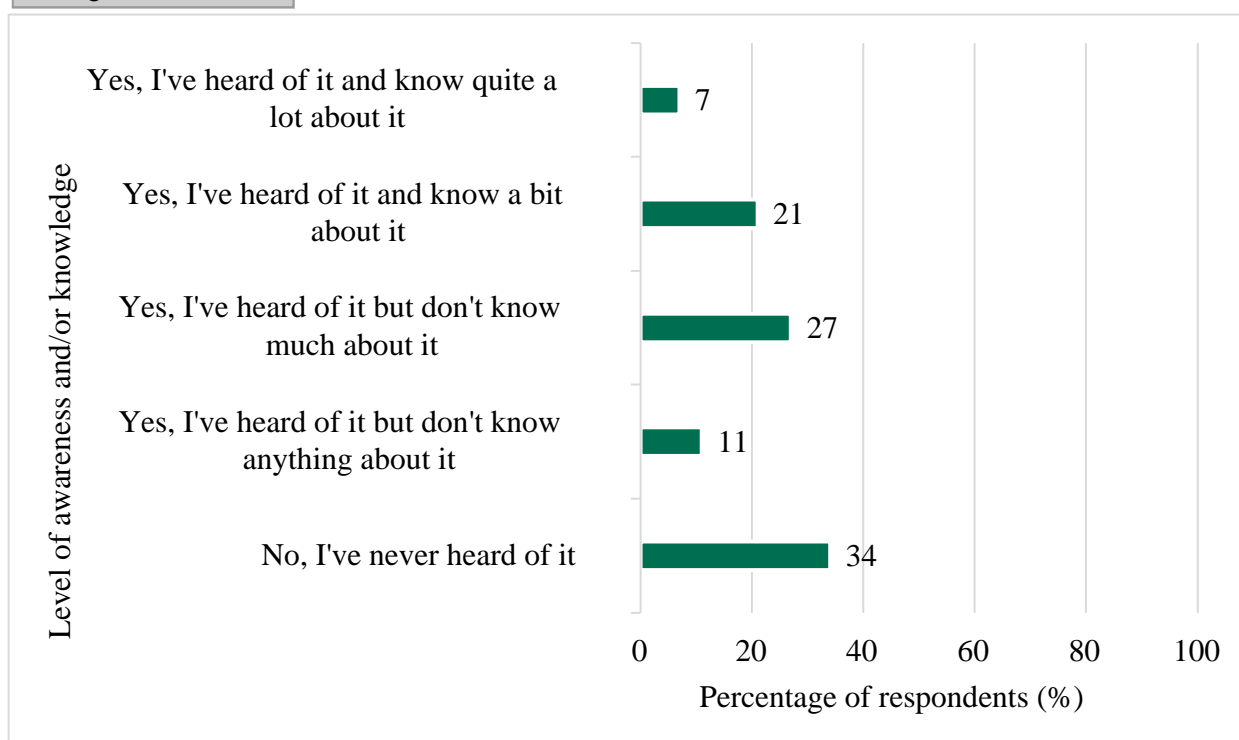 Yes, I've heard of it and know quite a
lot about it
7
Yes, I've heard of it and know a bit
about it
21
Yes, I've heard of it but don't know
much about it
27
Yes, I've heard of it but don't know
anything about it
11
No, I've never heard of it
34
Level of awareness and/or knowledge
0 20 40 60 80 100
Percentage of respondents (%)